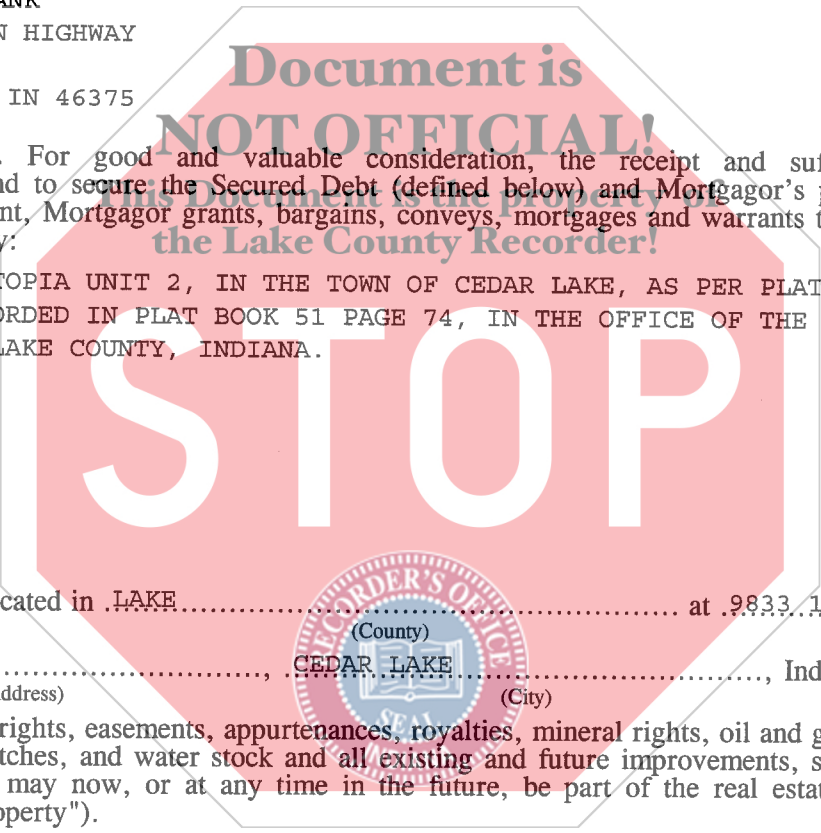 ANK
N HIGHWAY
Document is
IN 46375
NOT OFFICIAL!
. For good and valuable consideration, the receipt and suf
nd to secure the Secured Debt (defined below) and Mortgagor's p
This Document is the property of
nt, Mortgagor grants, bargains, conveys, mortgages and warrants t
y:
the Lake County Recorder!
TOPIA UNIT 2, IN THE TOWN OF CEDAR LAKE, AS PER PLAT
ORDED IN PLAT BOOK 51 PAGE 74, IN THE OFFICE OF THE
LAKE COUNTY, INDIANA.
STOP
cated in LAKE at 9833 1
(County)
CEDAR LAKE, Ind
ddress) (City)
RECORDER'S OFFICE
SEAL
rights, easements, appurtenances, royalties, mineral rights, oil and g
tches, and water stock and all existing and future improvements, s
may now, or at any time in the future, be part of the real estat
operty").